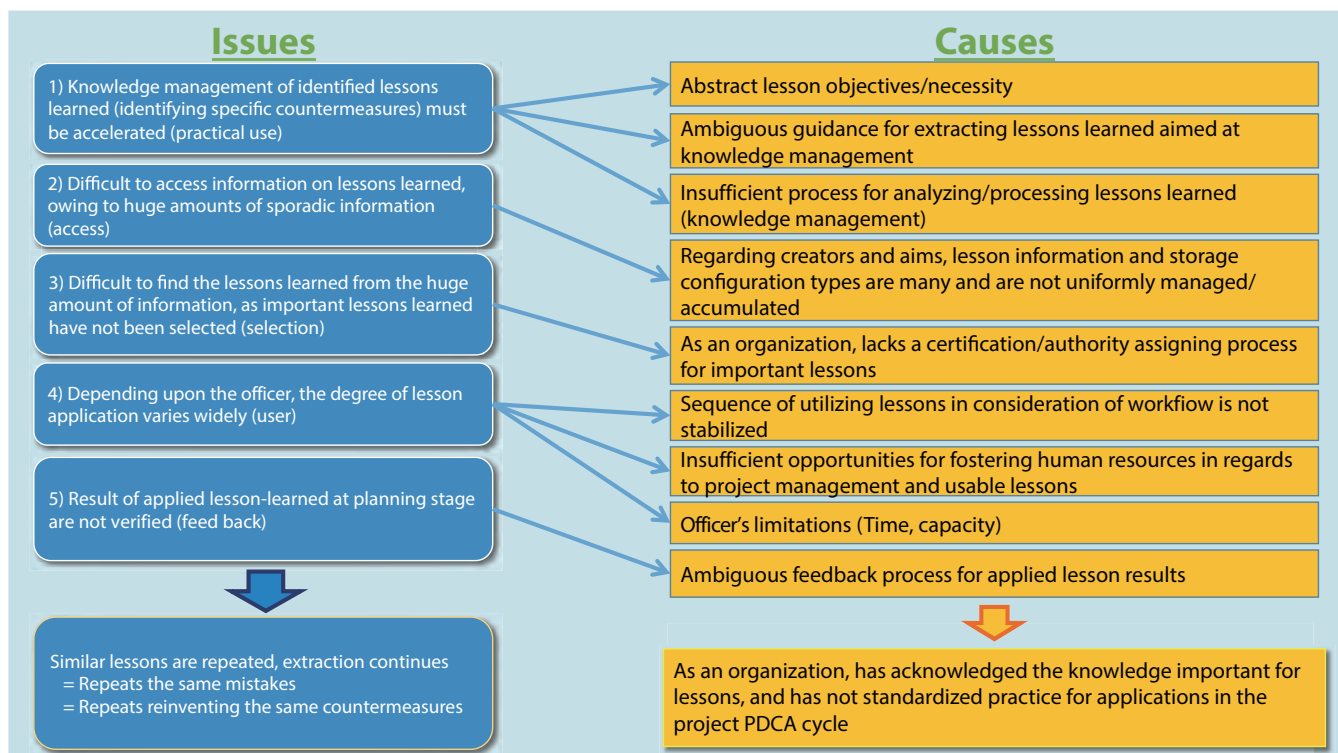 Issues
1) Knowledge management of identified lessons
learned (identifying specific countermeasures) must
be accelerated (practical use)
2) Difficult to access information on lessons learned,
owing to huge amounts of sporadic information
(access)
3) Difficult to find the lessons learned from the huge
amount of information, as important lessons learned
have not been selected (selection)
4) Depending upon the officer, the degree of lesson
application varies widely (user)
5) Result of applied lesson-learned at planning stage
are not verified (feed back)
Similar lessons are repeated, extraction continues
= Repeats the same mistakes
= Repeats reinventing the same countermeasures
Causes
Abstract lesson objectives/necessity
Ambiguous guidance for extracting lessons learned aimed at
knowledge management
Insufficient process for analyzing/processing lessons learned
(knowledge management)
Regarding creators and aims, lesson information and storage
configuration types are many and are not uniformly managed/
accumulated
As an organization, lacks a certification/authority assigning process
for important lessons
Sequence of utilizing lessons in consideration of workflow is not
stabilized
Insufficient opportunities for fostering human resources in regards
to project management and usable lessons
Officer's limitations (Time, capacity)
Ambiguous feedback process for applied lesson results
As an organization, has acknowledged the knowledge important for
lessons, and has not standardized practice for applications in the
project PDCA cycle